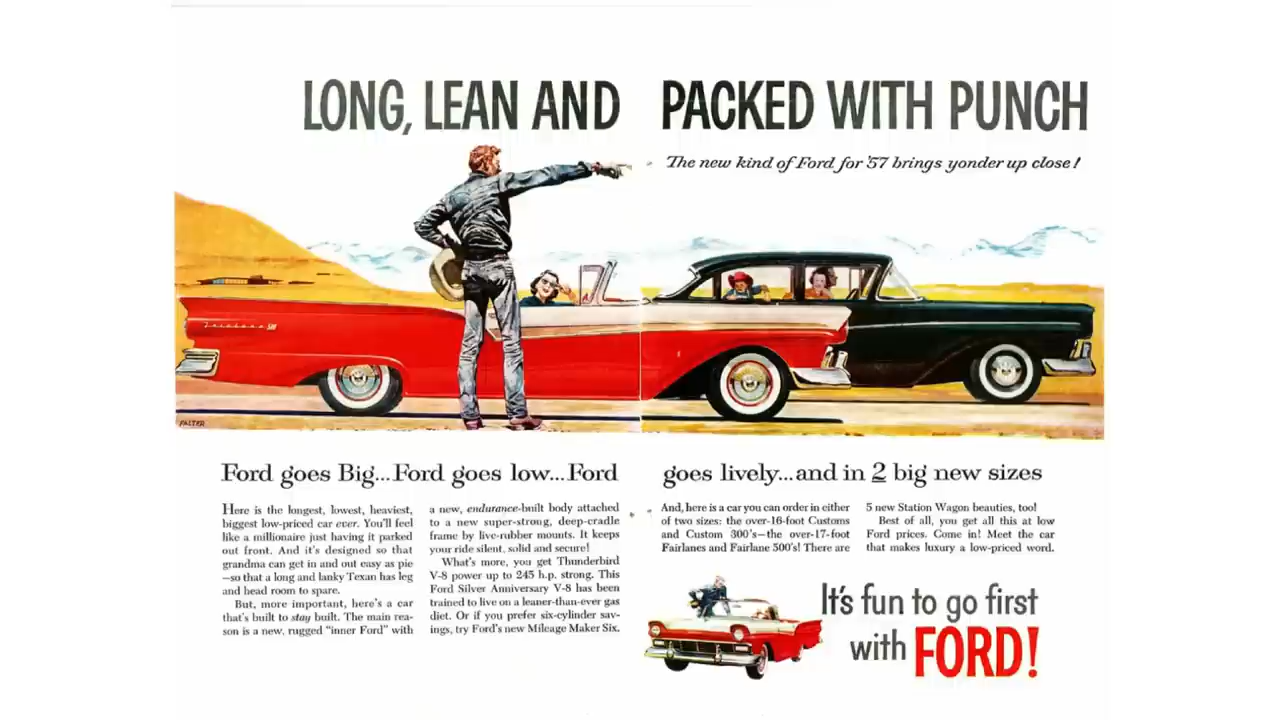 LONG, LEAN AND PACKED WITH PUNCH
The new kind of Ford for '57 brings yonder up close!
Fairlane 500
FALTER
Ford goes Big...Ford goes low...Ford goes lively...and in 2 big new sizes
Here is the longest, lowest, heaviest,
biggest low-priced car ever. You'll feel
like a millionaire just having it parked
out front. And it's designed so that
grandma can get in and out easy as pie
—so that a long and lanky Texan has leg
and head room to spare.
But, more important, here's a car
that's built to stay built. The main rea-
son is a new, rugged "inner Ford" with
a new, endurance-built body attached
to a new super-strong, deep-cradle
frame by live-rubber mounts. It keeps
your ride silent, solid and secure!
What's more, you get Thunderbird
V-8 power up to 245 h.p. strong. This
Ford Silver Anniversary V-8 has been
trained to live on a leaner-than-ever gas
diet. Or if you prefer six-cylinder sav-
ings, try Ford's new Mileage Maker Six.
And, here is a car you can order in either
of two sizes: the over-16-foot Customs
and Custom 300's—the over-17-foot
Fairlanes and Fairlane 500's! There are
5 new Station Wagon beauties, too!
Best of all, you get all this at low
Ford prices. Come in! Meet the car
that makes luxury a low-priced word.
It's fun to go first
with FORD!